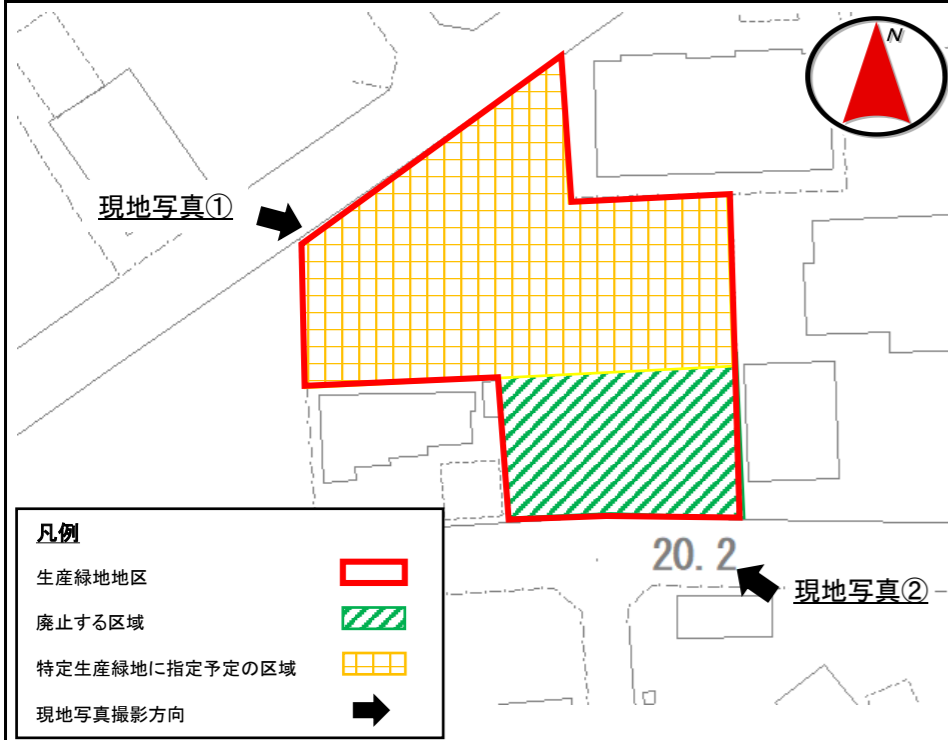 N
現地写真①
20.2
現地写真②
凡例
生産緑地地区
廃止する区域
特定生産緑地に指定予定の区域
現地写真撮影方向